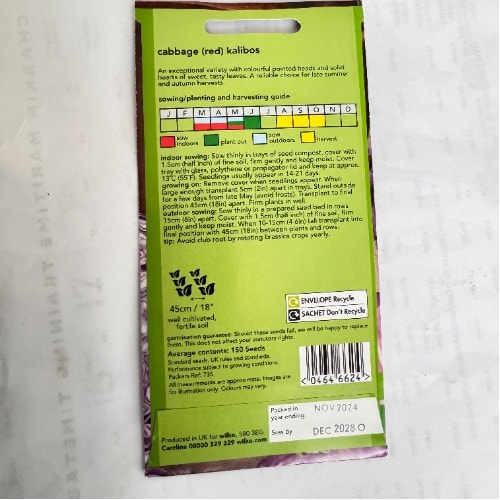 cabbage (red) kalibos
An exceptional variety with colourful pointed heads and solid
hearts of sweet, tasty leaves. A reliable choice for late summer
and autumn harvests.
sowing/planting and harvesting guide
J F M A M J J A S O N D
sow indoors
plant out
sow outdoors
harvest
indoor sowing: Sow thinly in trays of seed compost, cover with
1.5cm (half inch) of fine soil, firm gently and keep moist. Cover
tray with glass, polythene or propagator lid and keep at approx.
13°C (55°F). Seedlings usually appear in 14-21 days.
growing on: Remove cover when seedlings appear. When
large enough transplant 5cm (2in) apart in trays. Stand outside
for a few days from late May (avoid frosts). Transplant to final
position 45cm (18in) apart. Firm plants in well.
outdoor sowing: Sow thinly in a prepared seed bed in rows
15cm (6in) apart. Cover with 1.5cm (half inch) of fine soil, firm
gently and keep moist. When 10-15cm (4-6in) tall transplant into
final position with 45cm (18in) between plants and rows.
tip: Avoid club root by rotating brassica crops yearly.
45cm / 18"
well cultivated,
fertile soil
ENVELOPE Recycle
SACHET Don't Recycle
germination guarantee: Should these seeds fail, we will be happy to replace
them. This does not affect your statutory rights.
Average contents: 150 Seeds
Standard seeds. UK rules and standards.
Performance subject to growing conditions.
Packers Ref: 735
All measurements are approximate. Images are
for illustration only. Colours may vary.
<0464 6624>
Packed in
year ending NOV 2024
Sow by DEC 2028 O
Produced in UK for wilko, S80 3EG.
Careline 08000 329 329 wilko.com